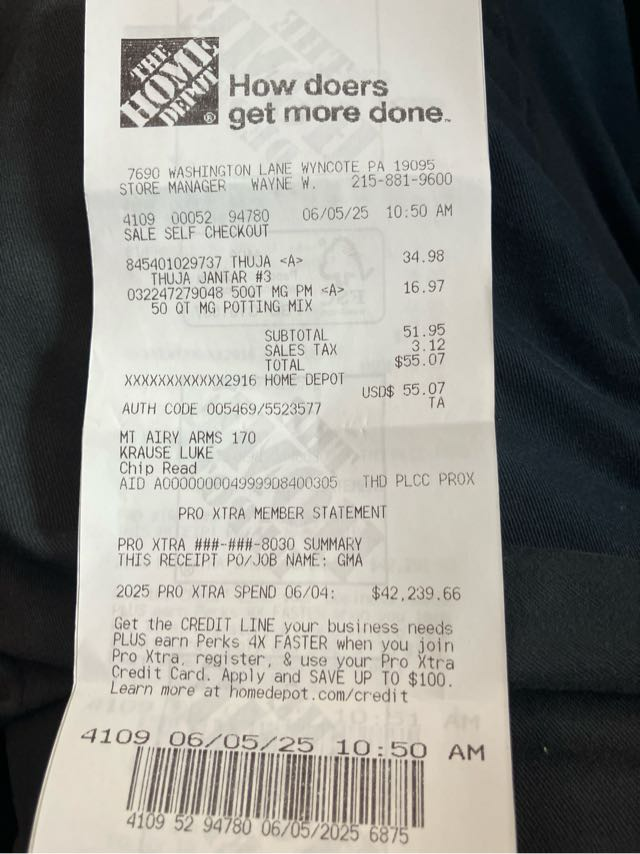 THE
HOME
DEPOT®
How doers
get more done.™
7690 WASHINGTON LANE WYNCOTE PA 19095
STORE MANAGER WAYNE W. 215-881-9600
4109 00052 94780 06/05/25 10:50 AM
SALE SELF CHECKOUT
845401029737 THUJA <A> 34.98
THUJA JANTAR #3
032247279048 50QT MG PM <A> 16.97
50 QT MG POTTING MIX
SUBTOTAL 51.95
SALES TAX 3.12
TOTAL $55.07
XXXXXXXXXXXX2916 HOME DEPOT
USD$ 55.07
AUTH CODE 005469/5523577 TA
MT AIRY ARMS 170
KRAUSE LUKE
Chip Read
AID A0000000049999D8400305 THD PLCC PROX
PRO XTRA MEMBER STATEMENT
PRO XTRA ###-###-8030 SUMMARY
THIS RECEIPT PO/JOB NAME: GMA
2025 PRO XTRA SPEND 06/04: $42,239.66
Get the CREDIT LINE your business needs
PLUS earn Perks 4X FASTER when you join
Pro Xtra, register, & use your Pro Xtra
Credit Card. Apply and SAVE UP TO $100.
Learn more at homedepot.com/credit
4109 06/05/25 10:50 AM
4109 52 94780 06/05/2025 6875